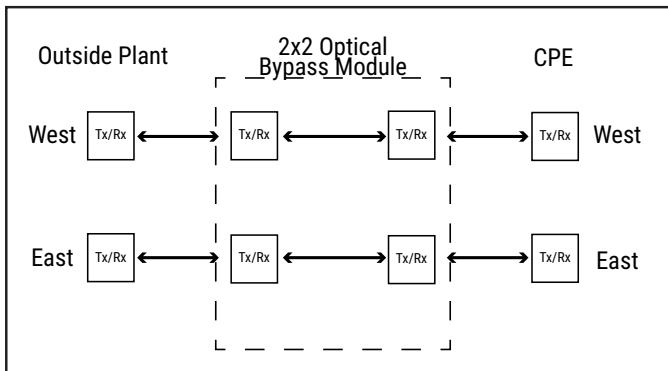 Outside Plant
2x2 Optical
Bypass Module
CPE
West
Tx/Rx
Tx/Rx
Tx/Rx
Tx/Rx
West
East
Tx/Rx
Tx/Rx
Tx/Rx
Tx/Rx
East